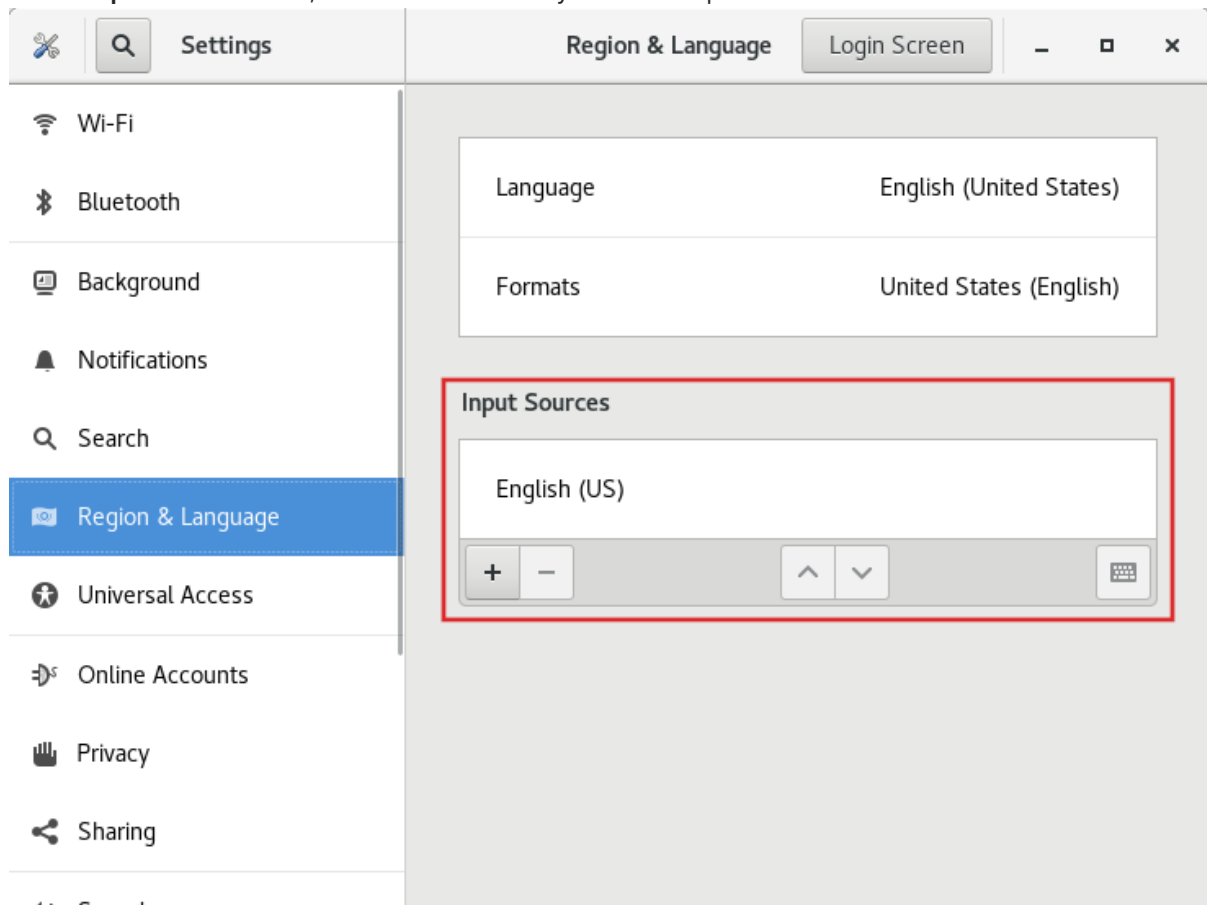 Settings
Region & Language
Login Screen
Wi-Fi
Bluetooth
Background
Notifications
Search
Region & Language
Universal Access
Online Accounts
Privacy
Sharing
Language English (United States)
Formats United States (English)
Input Sources
English (US)